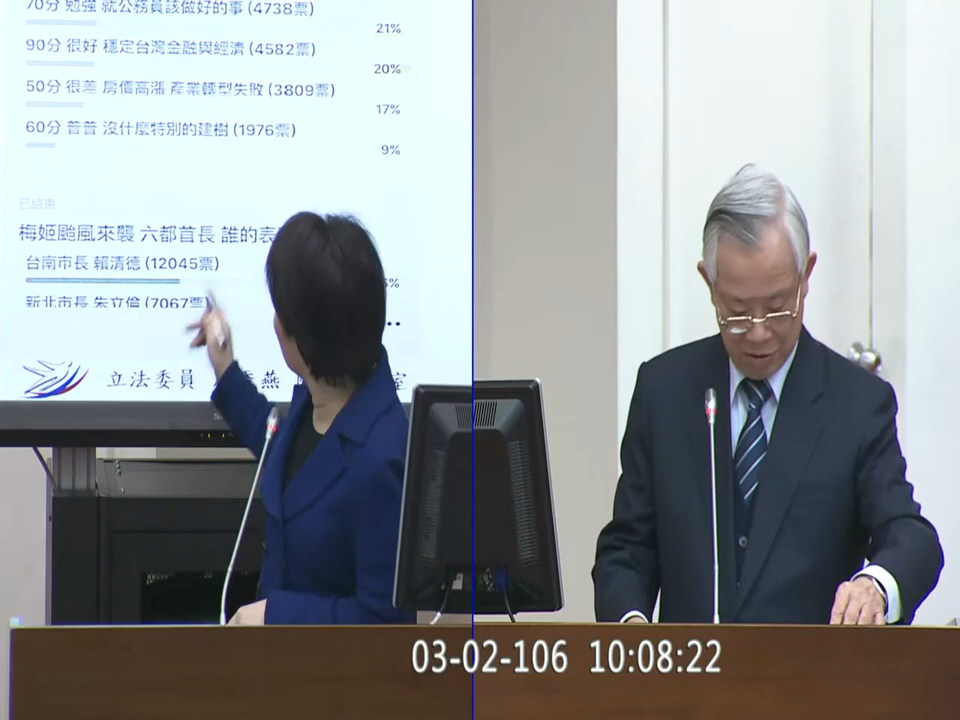 70分 勉強 就公務員該做好的事 (4738票)
21%
90分 很好 穩定台灣金融與經濟 (4582票)
20%
50分 很差 房價高漲 產業轉型失敗 (3809票)
17%
60分 普普 沒什麼特別的建樹 (1976票)
9%
已結束
梅姬颱風來襲 六都首長 誰的表
台南市長 賴清德 (12045票)
新北市長 朱立倫 (7067票)
立法委員
03-02-106 10:08:22